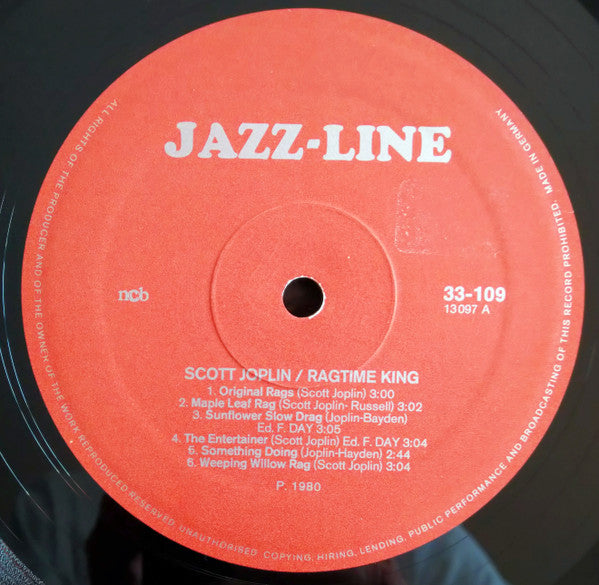 JAZZ-LINE
ncb
33-109
13097 A
SCOTT JOPLIN / RAGTIME KING
1. Original Rags (Scott Joplin) 3:00
2. Maple Leaf Rag (Scott Joplin- Russell) 3:02
3. Sunflower Slow Drag (Joplin-Bayden)
Ed. F. DAY 3:05
4. The Entertainer (Scott Joplin) Ed. F. DAY 3:04
6. Something Doing (Joplin-Hayden) 2:44
6. Weeping Willow Rag (Scott Joplin) 3:04
P. 1980
ALL RIGHTS OF THE PRODUCER AND OF THE OWNER OF THE WORK REPRODUCED RESERVED. UNAUTHORISED COPYING, HIRING, LENDING, PUBLIC PERFORMANCE AND BROADCASTING OF THIS RECORD PROHIBITED. MADE IN GERMANY